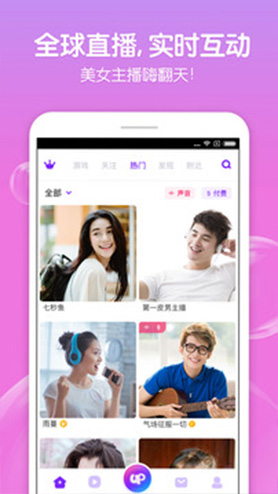 全球直播,实时互动
美女主播嗨翻天!
游戏 关注 热门 发现 附近
全部 声音 $ 付费
七秒鱼 第一皮男主播
6
雨蔓 气场征服一切
up